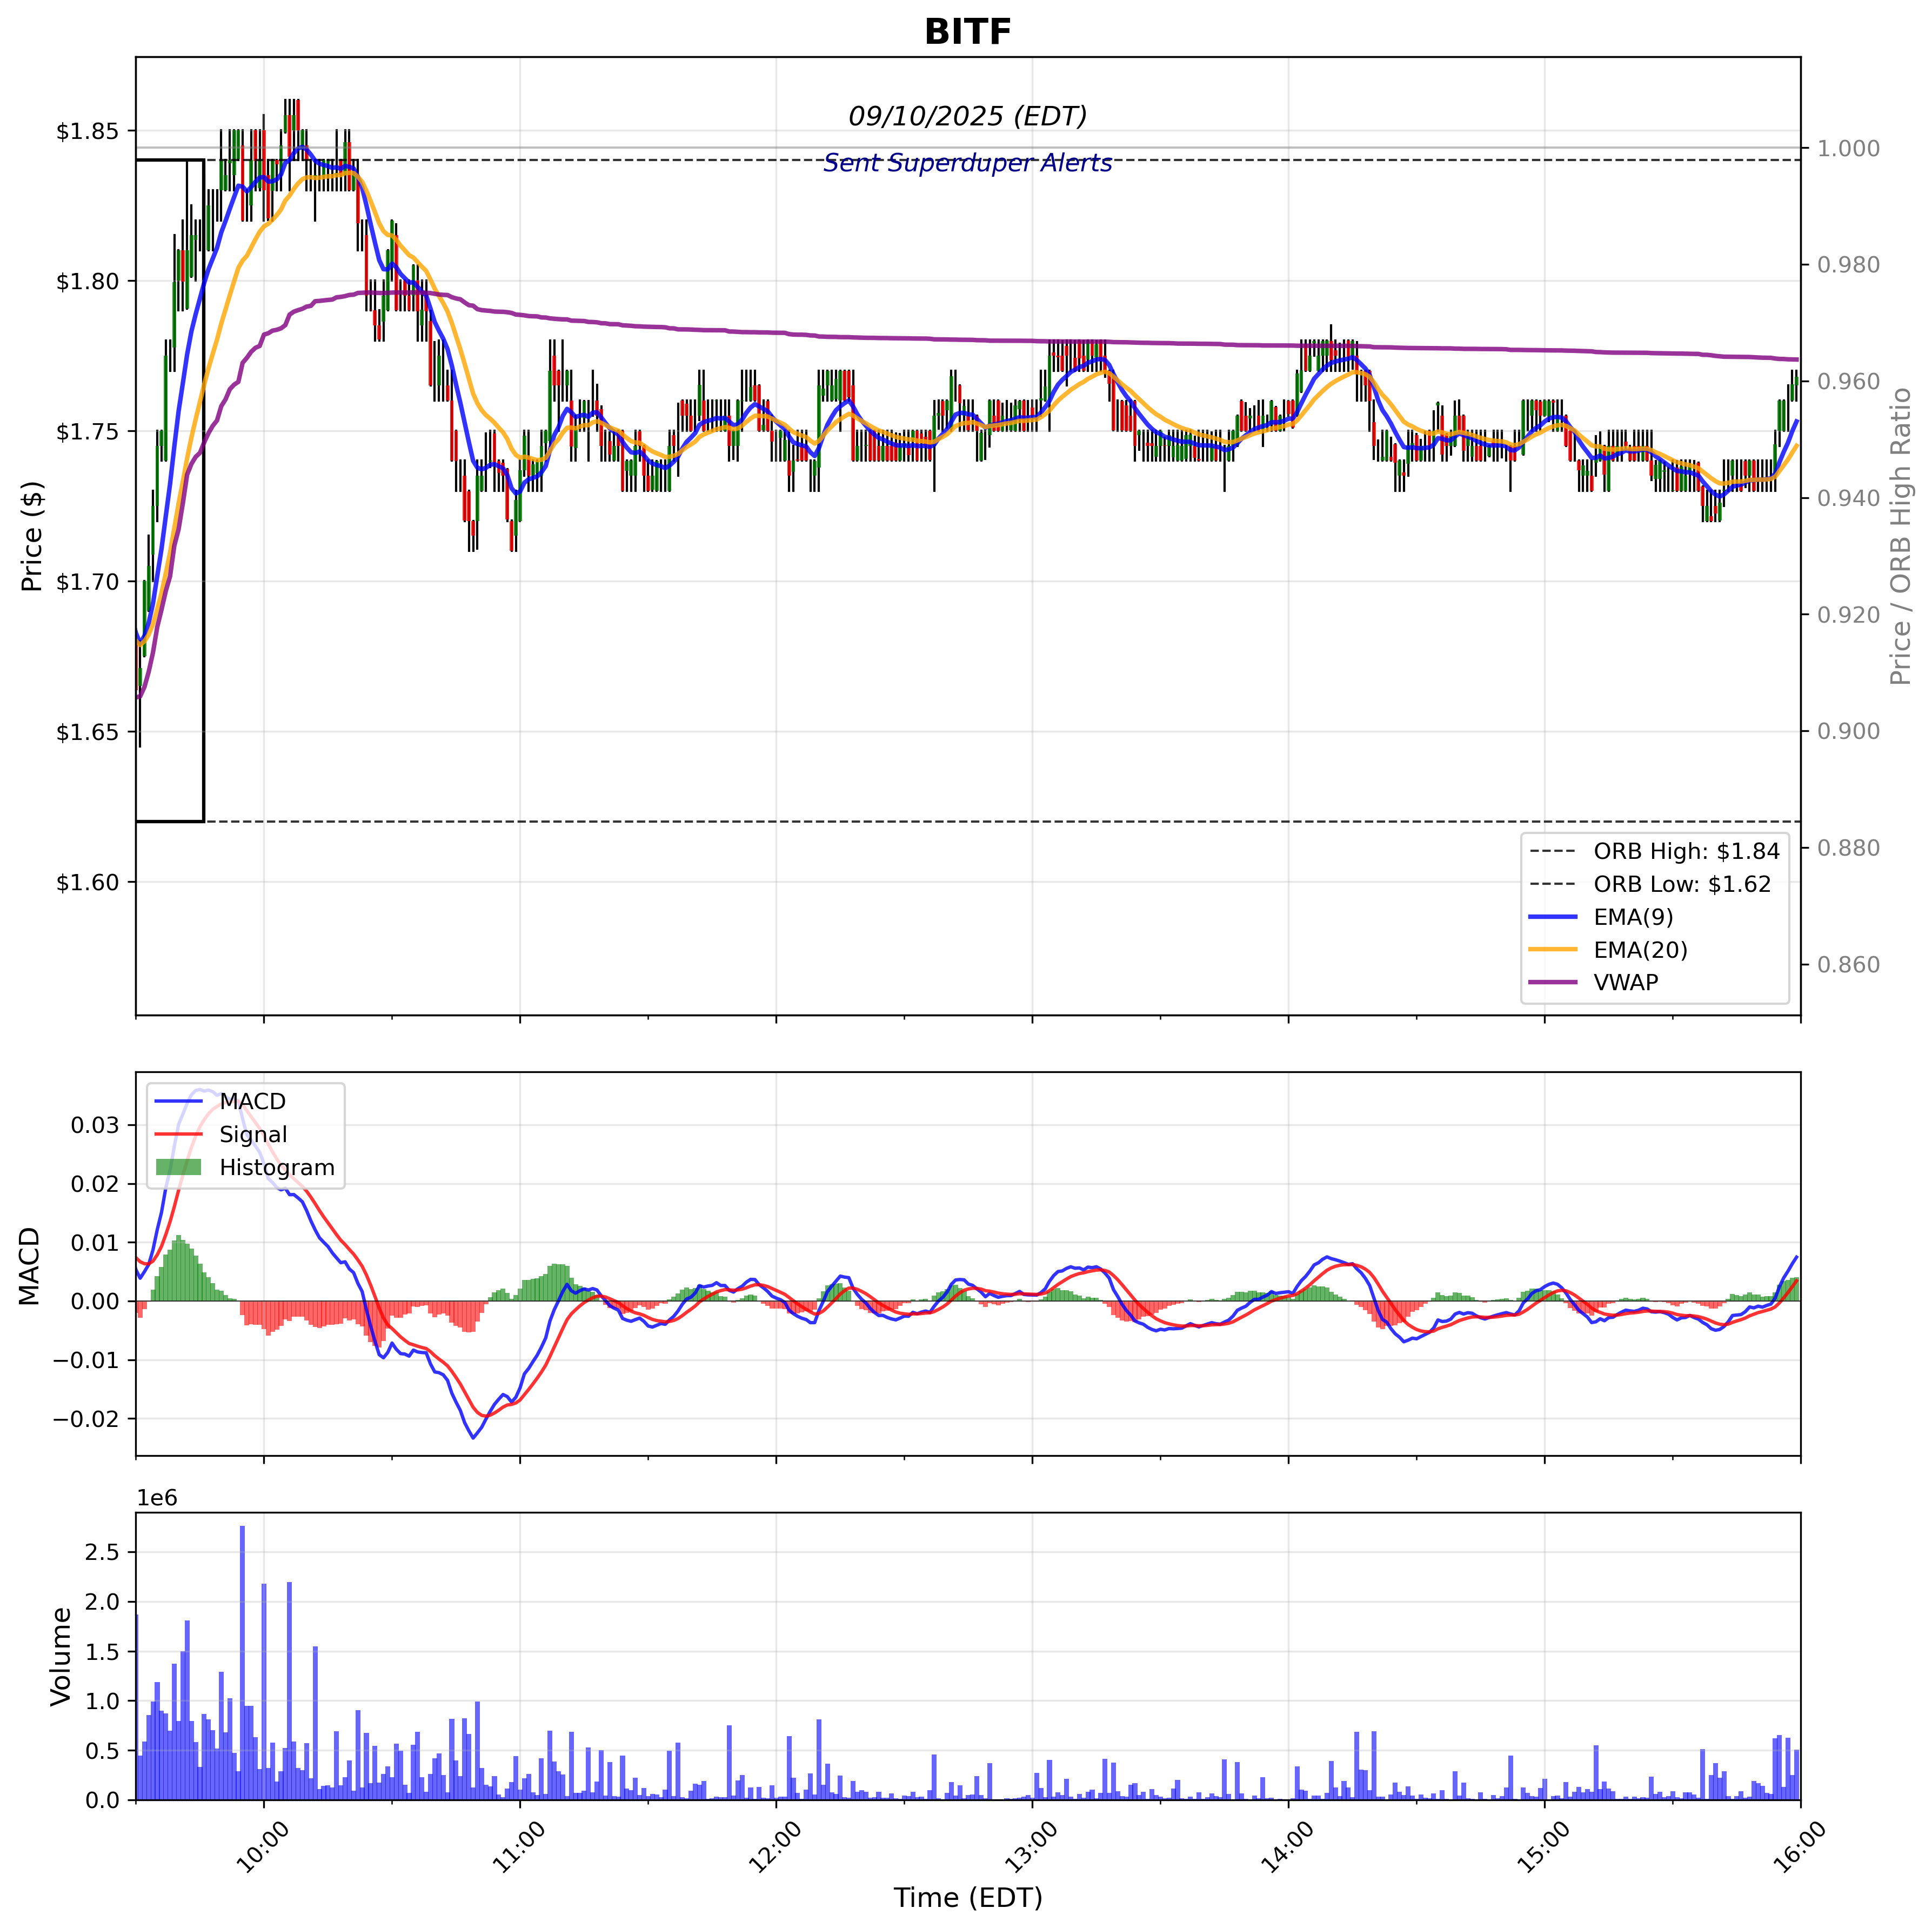 BITF
09/10/2025 (EDT)
Sent Superduper Alerts
Price ($)
$1.85
$1.80
$1.75
$1.70
$1.65
$1.60
1.000
0.980
0.960
0.940
0.920
0.900
0.880
0.860
Price / ORB High Ratio
ORB High: $1.84
ORB Low: $1.62
EMA(9)
EMA(20)
VWAP
MACD
0.03
0.02
0.01
0.00
−0.01
−0.02
MACD
Signal
Histogram
1e6
Volume
2.5
2.0
1.5
1.0
0.5
0.0
10:00
11:00
12:00
13:00
14:00
15:00
16:00
Time (EDT)